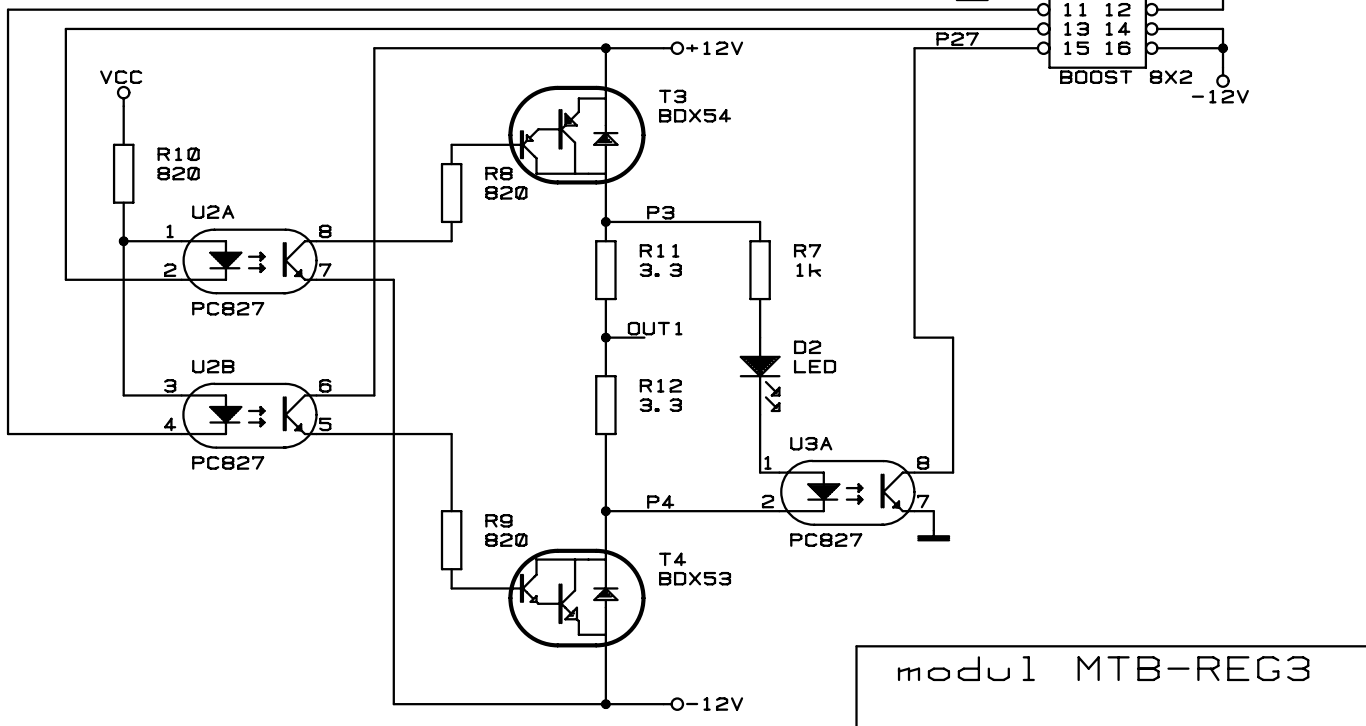 11 12
13 14
P27
15 16
+12V
BOOST 8X2
-12V
VCC
T3
BDX54
R10
820
R8
820
U2A
P3
1
8
R11
3.3
R7
1k
2
7
PC827
OUT1
D2
LED
U2B
3
6
R12
3.3
4
5
PC827
U3A
1
8
P4
2
7
R9
820
PC827
T4
BDX53
modul MTB-REG3
-12V